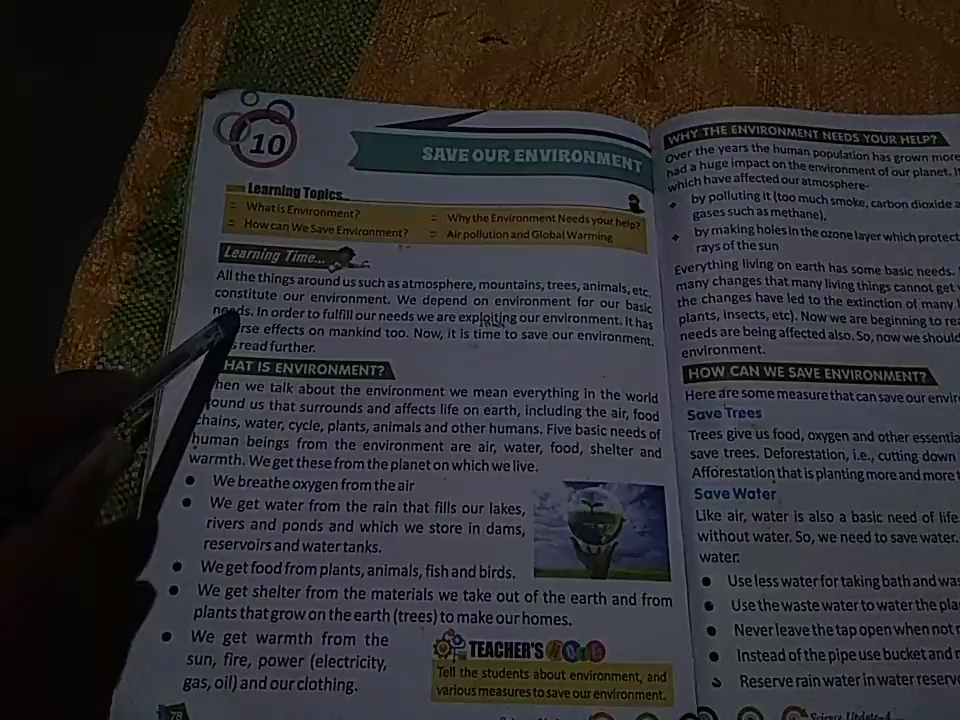 10
SAVE OUR ENVIRONMENT
Learning Topics...
What is Environment?
How can We Save Environment?
Why the Environment Needs your help?
Air pollution and Global Warming
Learning Time...
All the things around us such as atmosphere, mountains, trees, animals, etc.
constitute our environment. We depend on environment for our basic
needs. In order to fulfill our needs we are exploiting our environment. It has
effects on mankind too. Now, it is time to save our environment.
read further.
HAT IS ENVIRONMENT?
hen we talk about the environment we mean everything in the world
ound us that surrounds and affects life on earth, including the air, food
chains, water, cycle, plants, animals and other humans. Five basic needs of
human beings from the environment are air, water, food, shelter and
warmth. We get these from the planet on which we live.
We breathe oxygen from the air
We get water from the rain that fills our lakes,
rivers and ponds and which we store in dams,
reservoirs and water tanks.
We get food from plants, animals, fish and birds.
We get shelter from the materials we take out of the earth and from
plants that grow on the earth (trees) to make our homes.
We get warmth from the
sun, fire, power (electricity,
gas, oil) and our clothing.
TEACHER'S
Tell the students about environment, and
various measures to save our environment.
WHY THE ENVIRONMENT NEEDS YOUR HELP?
Over the years the human population has grown more
had a huge impact on the environment of our planet. I
which have affected our atmosphere-
by polluting it (too much smoke, carbon dioxide a
gases such as methane),
by making holes in the ozone layer which protect
rays of the sun
Everything living on earth has some basic needs.
many changes that many living things cannot get
the changes have led to the extinction of many
plants, insects, etc). Now we are beginning to rea
needs are being affected also. So, now we should
environment.
HOW CAN WE SAVE ENVIRONMENT?
Here are some measure that can save our envir
Save Trees
Trees give us food, oxygen and other essentia
save trees. Deforestation, i.e., cutting down
Afforestation that is planting more and more t
Save Water
Like air, water is also a basic need of life
without water. So, we need to save water.
water.
Use less water for taking bath and was
Use the waste water to water the pla
Never leave the tap open when not
Instead of the pipe use bucket and
Reserve rain water in water reserv